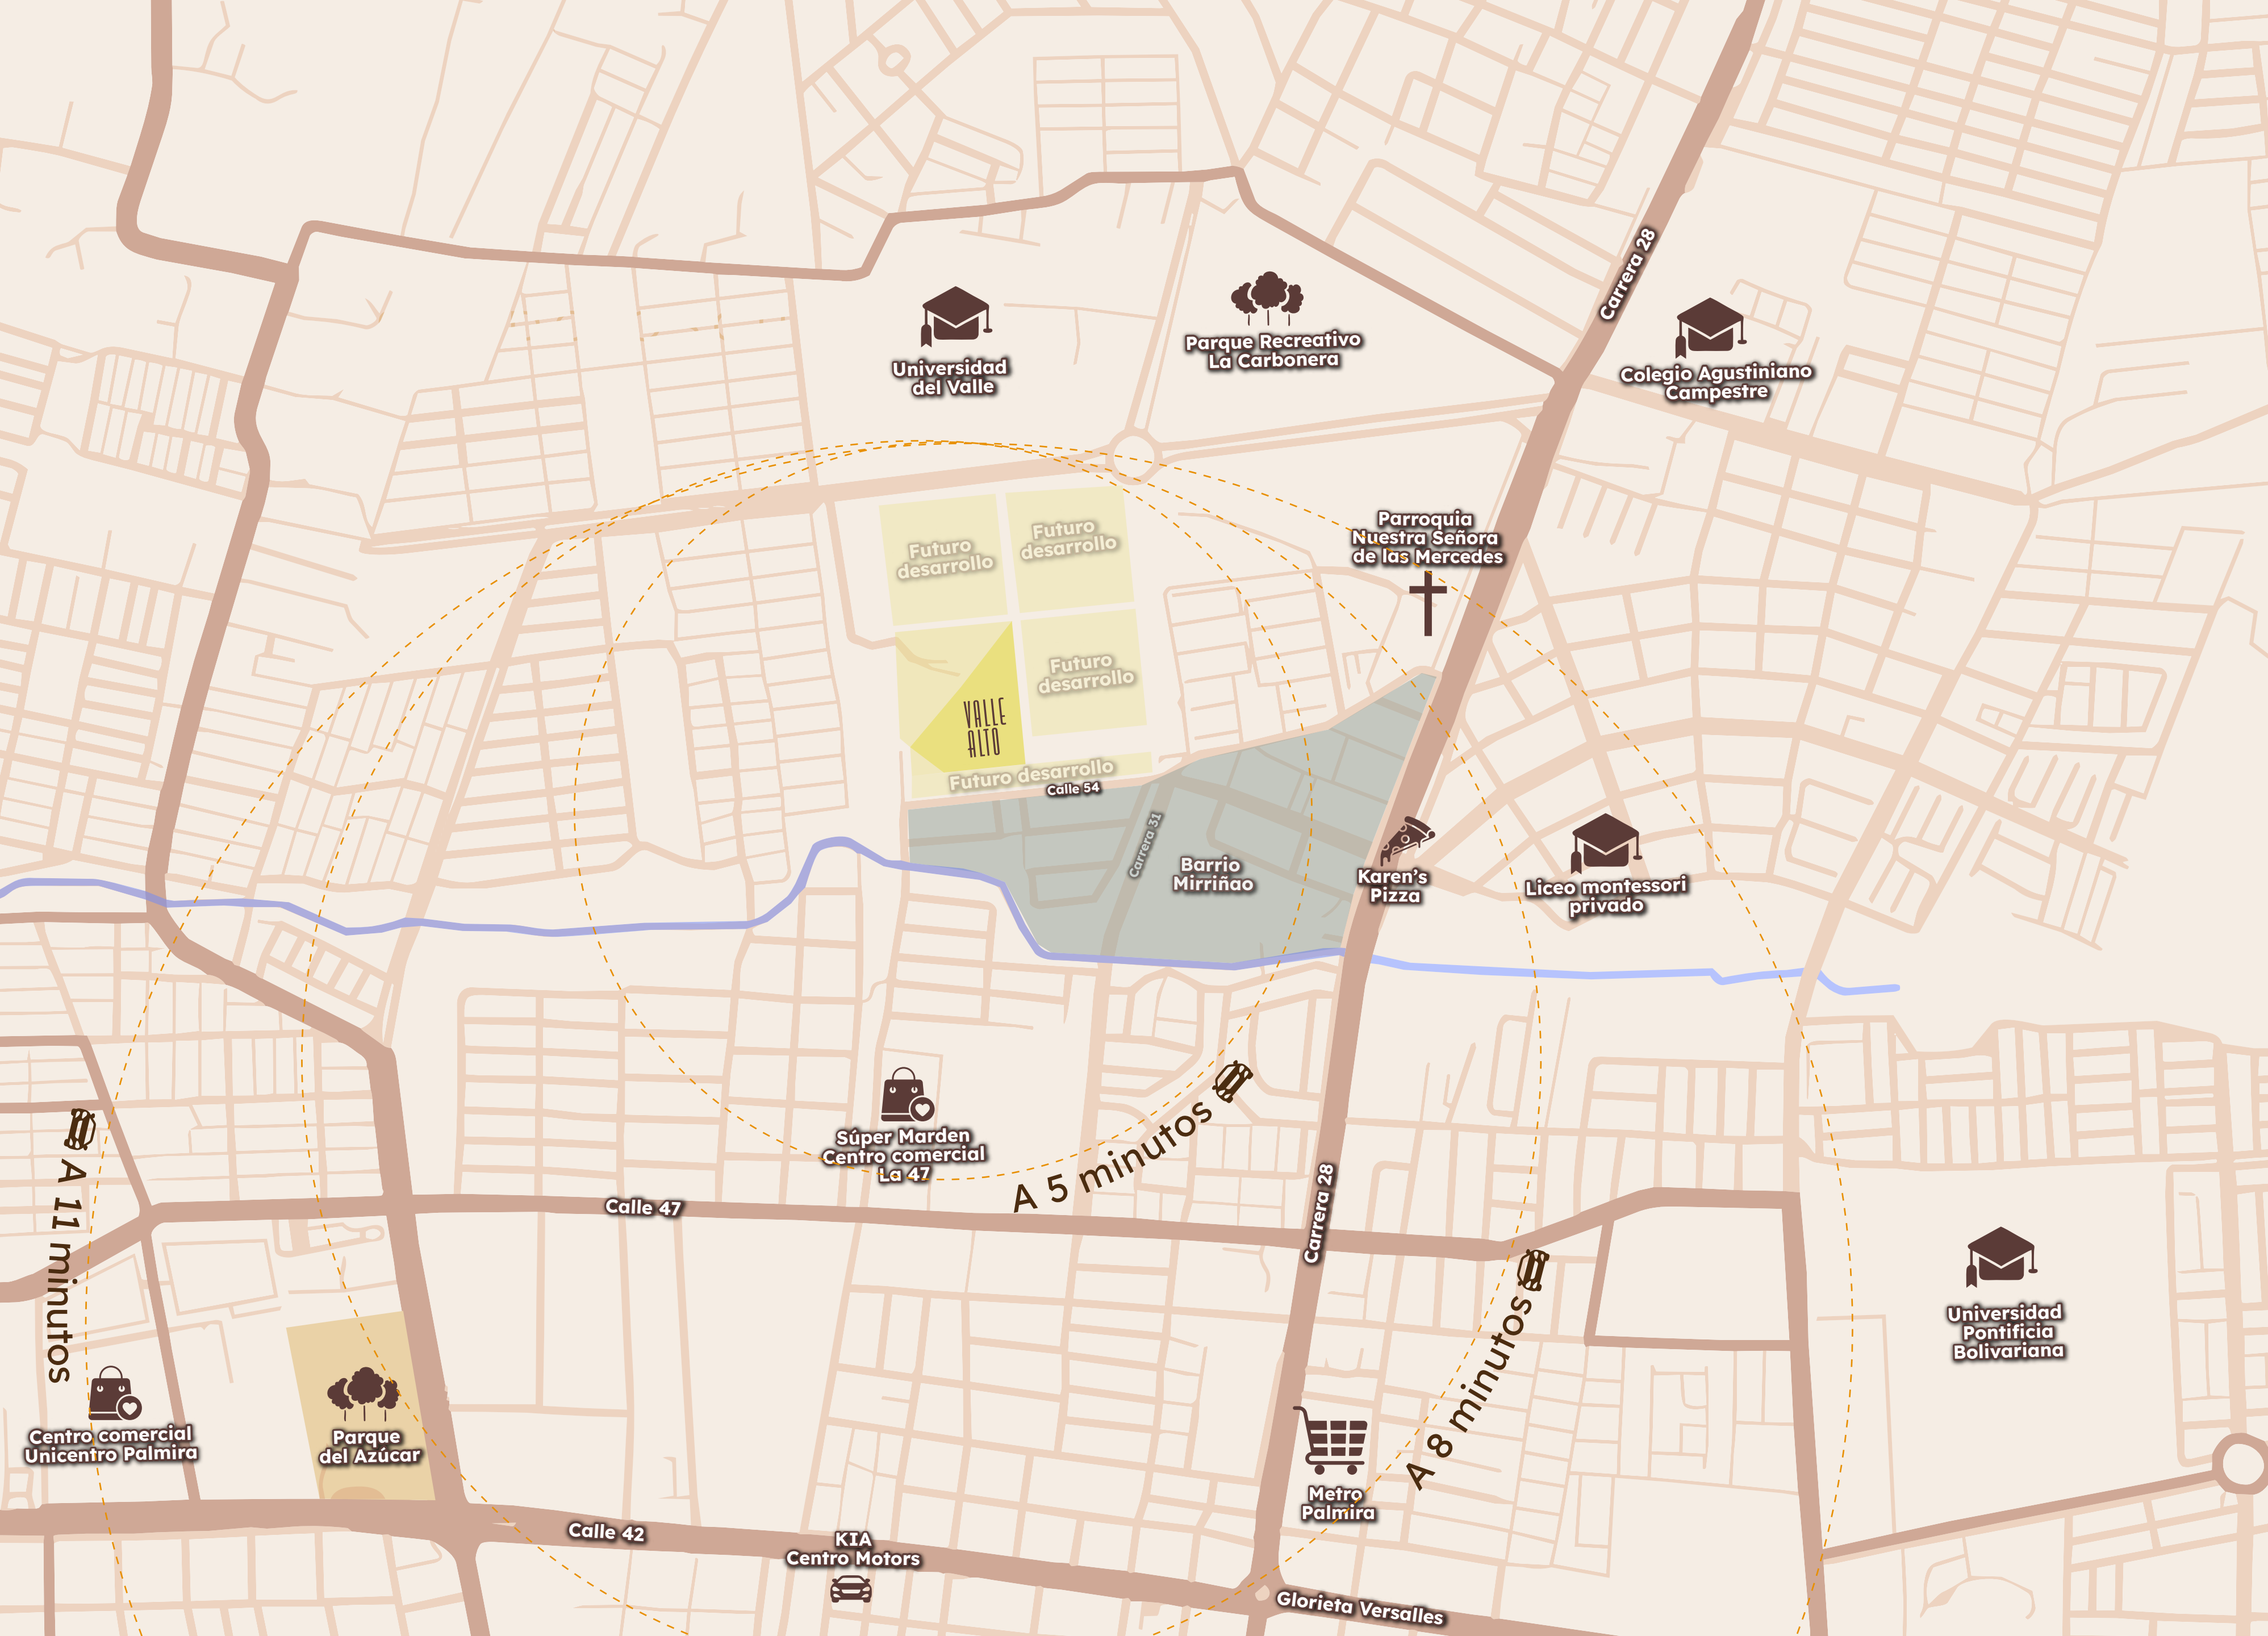 Carrera 28
Universidad
del Valle
Parque Recreativo
La Carbonera
Colegio Agustiniano
Campestre
Parroquia
Nuestra Señora
de las Mercedes
Futuro
desarrollo
Futuro
desarrollo
Futuro
desarrollo
VALLE
ALTO
Futuro desarrollo
Calle 54
Carrera 31
Barrio
Mirriñao
Karen's
Pizza
Liceo montessori
privado
Súper Marden
Centro comercial
La 47
A 5 minutos
A 11 minutos
Calle 47
Carrera 28
A 8 minutos
Universidad
Pontificia
Bolivariana
Centro comercial
Unicentro Palmira
Parque
del Azúcar
Metro
Palmira
Calle 42
KIA
Centro Motors
Glorieta Versalles